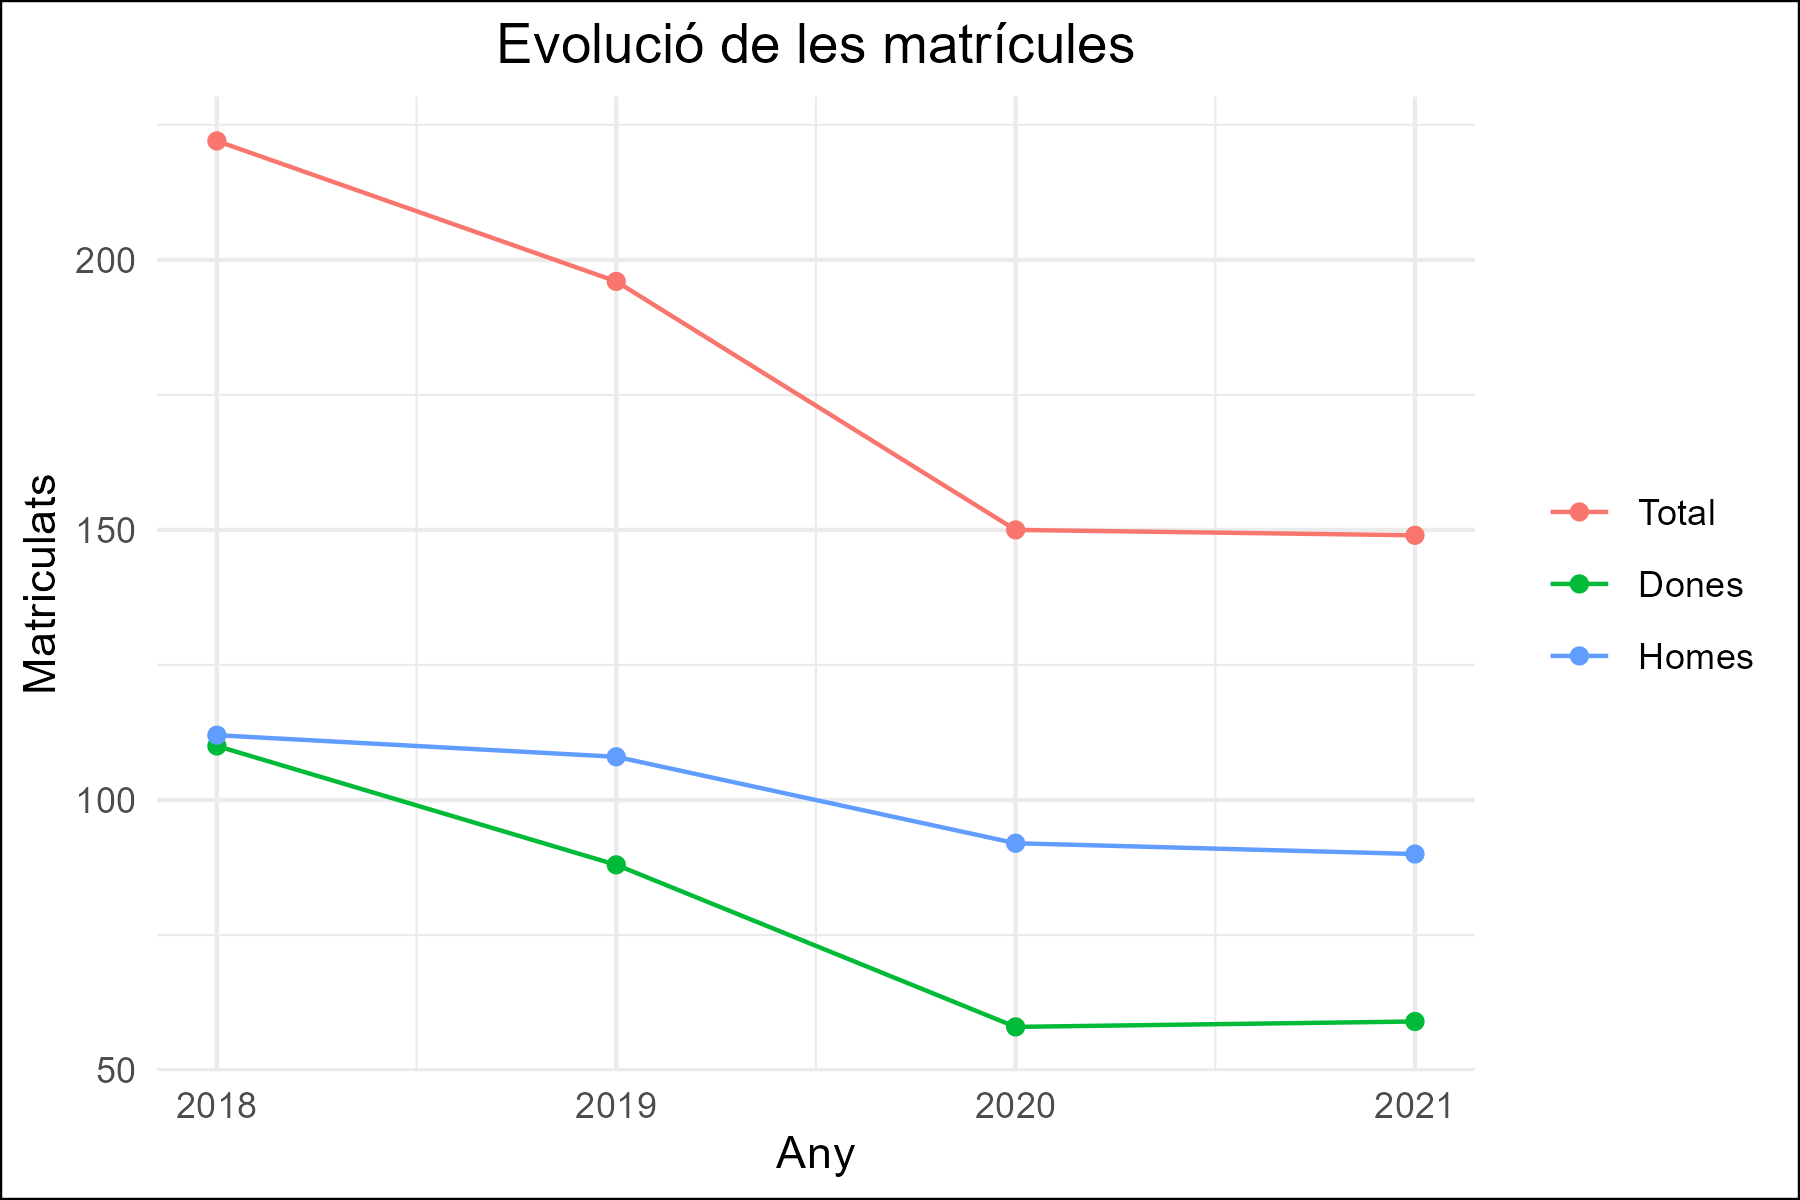 Evolució de les matrícules
Matriculats
200
150
100
50
2018 2019 2020 2021
Any
Total
Dones
Homes